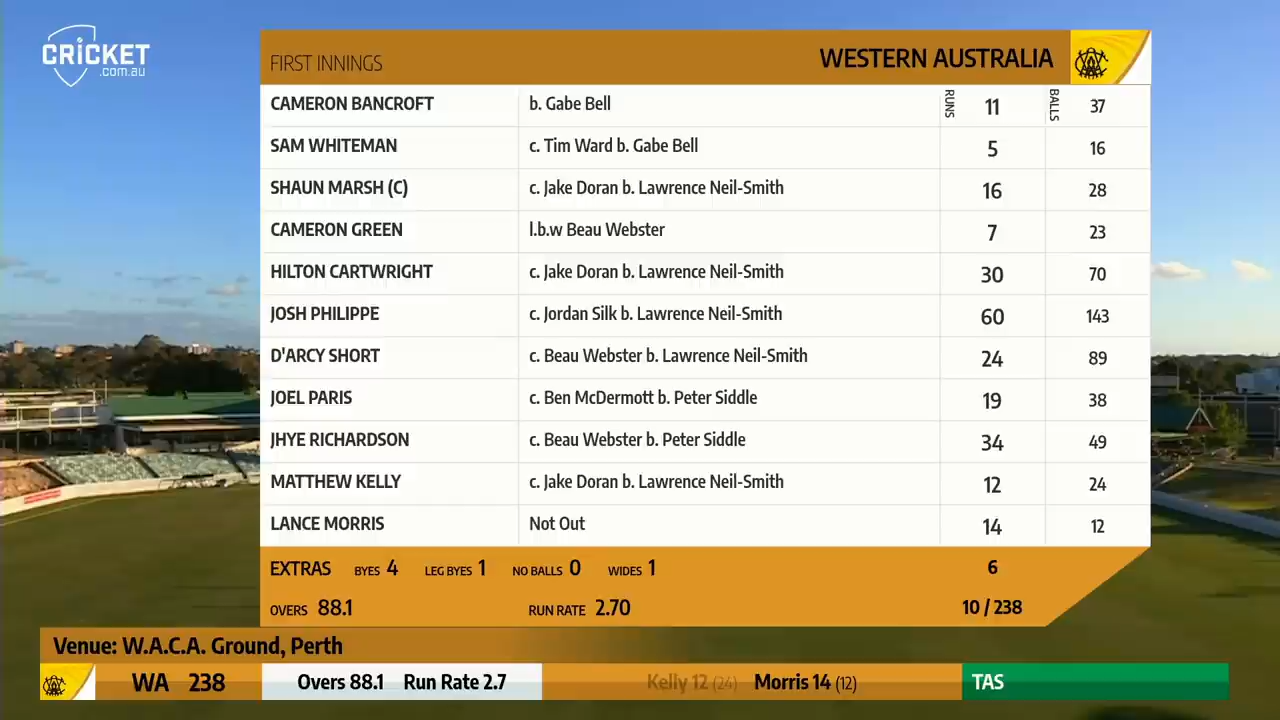 CRICKET
.com.au
FIRST INNINGS WESTERN AUSTRALIA
CAMERON BANCROFT b. Gabe Bell RUNS 11 BALLS 37
SAM WHITEMAN c. Tim Ward b. Gabe Bell 5 16
SHAUN MARSH (C) c. Jake Doran b. Lawrence Neil-Smith 16 28
CAMERON GREEN l.b.w Beau Webster 7 23
HILTON CARTWRIGHT c. Jake Doran b. Lawrence Neil-Smith 30 70
JOSH PHILIPPE c. Jordan Silk b. Lawrence Neil-Smith 60 143
D'ARCY SHORT c. Beau Webster b. Lawrence Neil-Smith 24 89
JOEL PARIS c. Ben McDermott b. Peter Siddle 19 38
JHYE RICHARDSON c. Beau Webster b. Peter Siddle 34 49
MATTHEW KELLY c. Jake Doran b. Lawrence Neil-Smith 12 24
LANCE MORRIS Not Out 14 12
EXTRAS BYES 4 LEG BYES 1 NO BALLS 0 WIDES 1 6
OVERS 88.1 RUN RATE 2.70 10 / 238
Venue: W.A.C.A. Ground, Perth
WA 238 Overs 88.1 Run Rate 2.7 Kelly 12 (24) Morris 14 (12) TAS